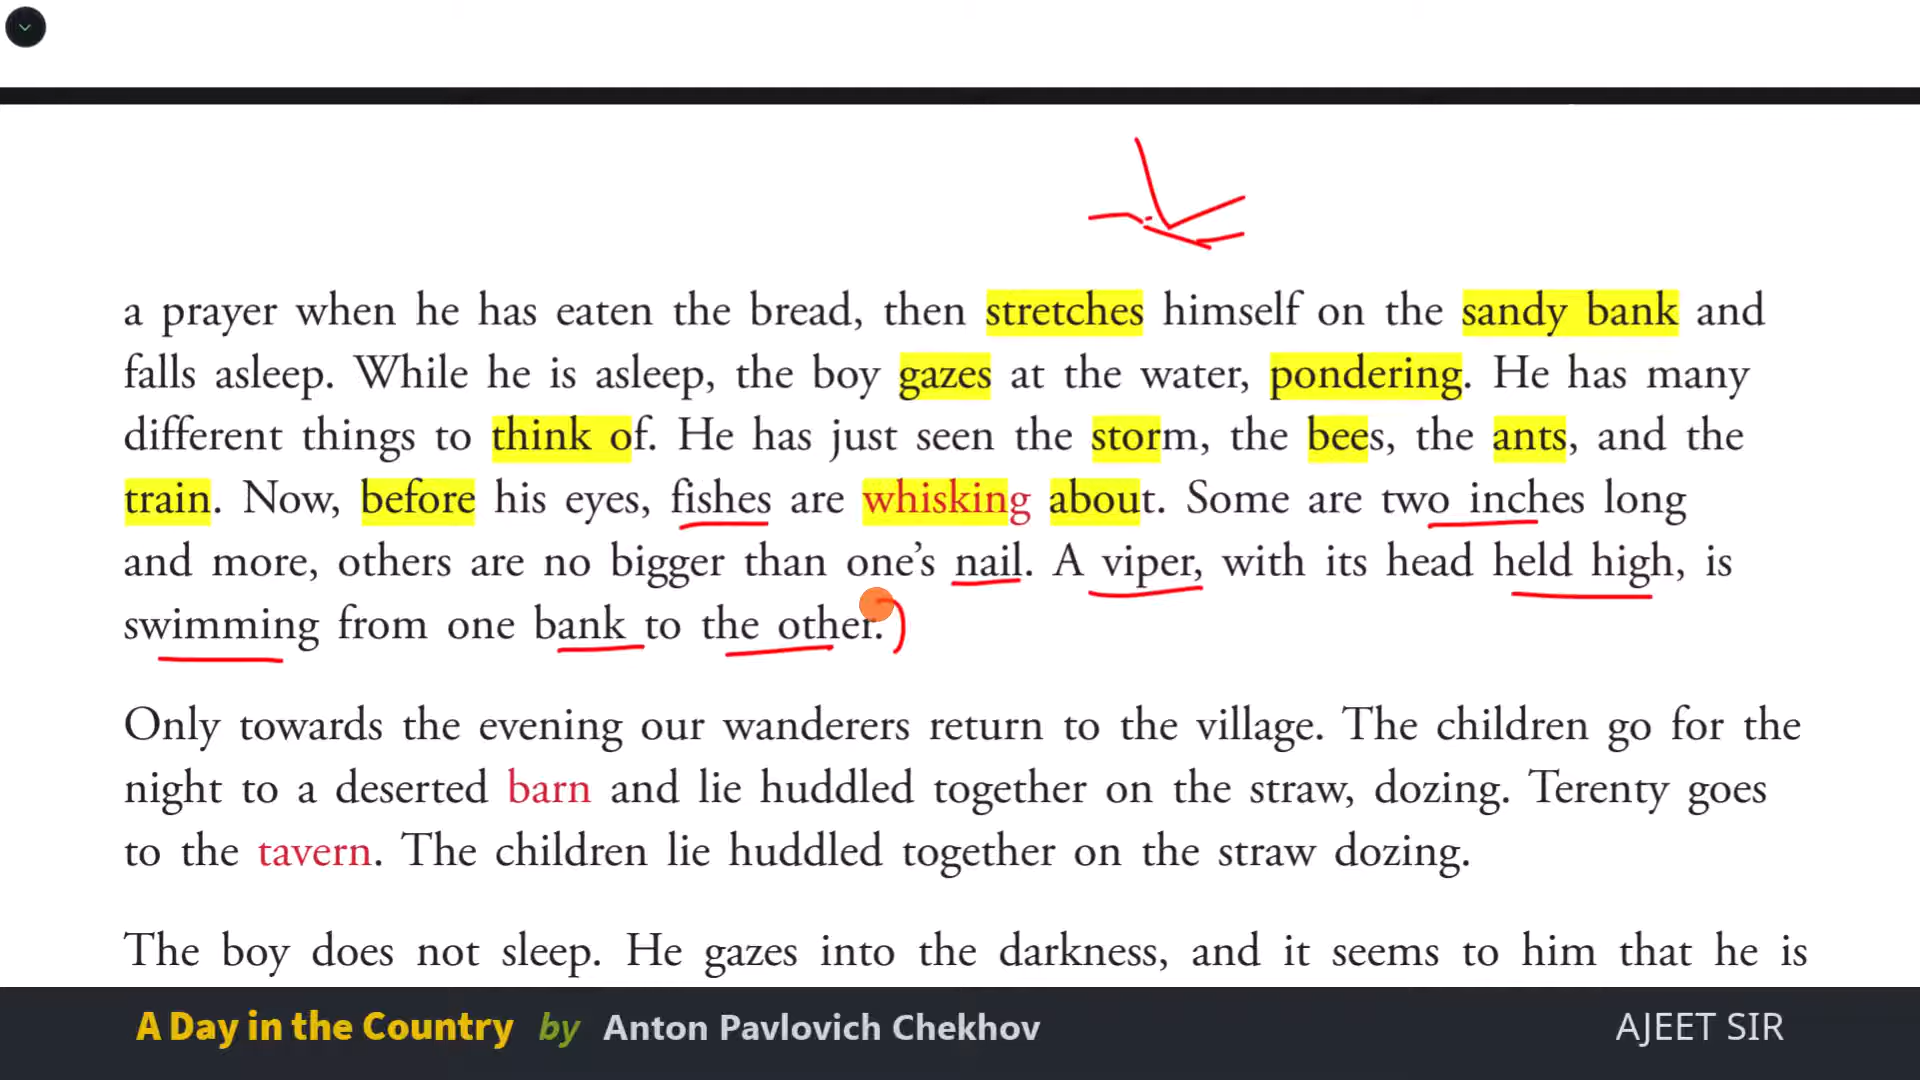 a prayer when he has eaten the bread, then stretches himself on the sandy bank and
falls asleep. While he is asleep, the boy gazes at the water, pondering. He has many
different things to think of. He has just seen the storm, the bees, the ants, and the
train. Now, before his eyes, fishes are whisking about. Some are two inches long
and more, others are no bigger than one’s nail. A viper, with its head held high, is
swimming from one bank to the other.
Only towards the evening our wanderers return to the village. The children go for the
night to a deserted barn and lie huddled together on the straw, dozing. Terenty goes
to the tavern. The children lie huddled together on the straw dozing.
The boy does not sleep. He gazes into the darkness, and it seems to him that he is
A Day in the Country by Anton Pavlovich Chekhov AJEET SIR